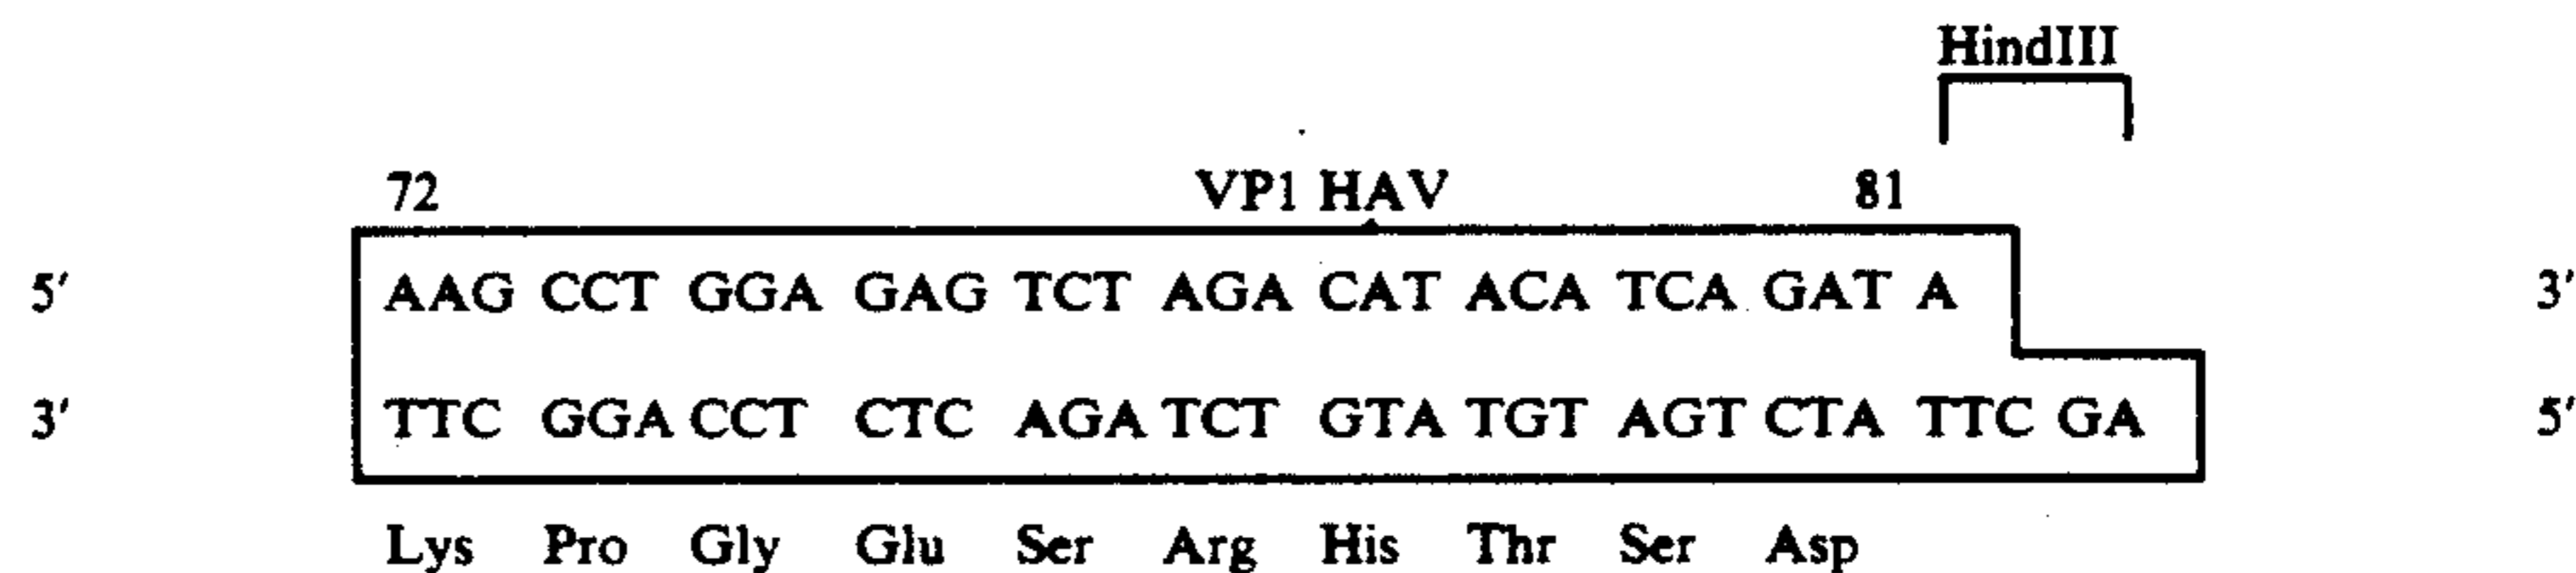 HindIII
72 VP1 HAV 81
5' AAG CCT GGA GAG TCT AGA CAT ACA TCA GAT A 3'
3' TTC GGA CCT CTC AGA TCT GTA TGT AGT CTA TTC GA 5'
Lys Pro Gly Glu Ser Arg His Thr Ser Asp